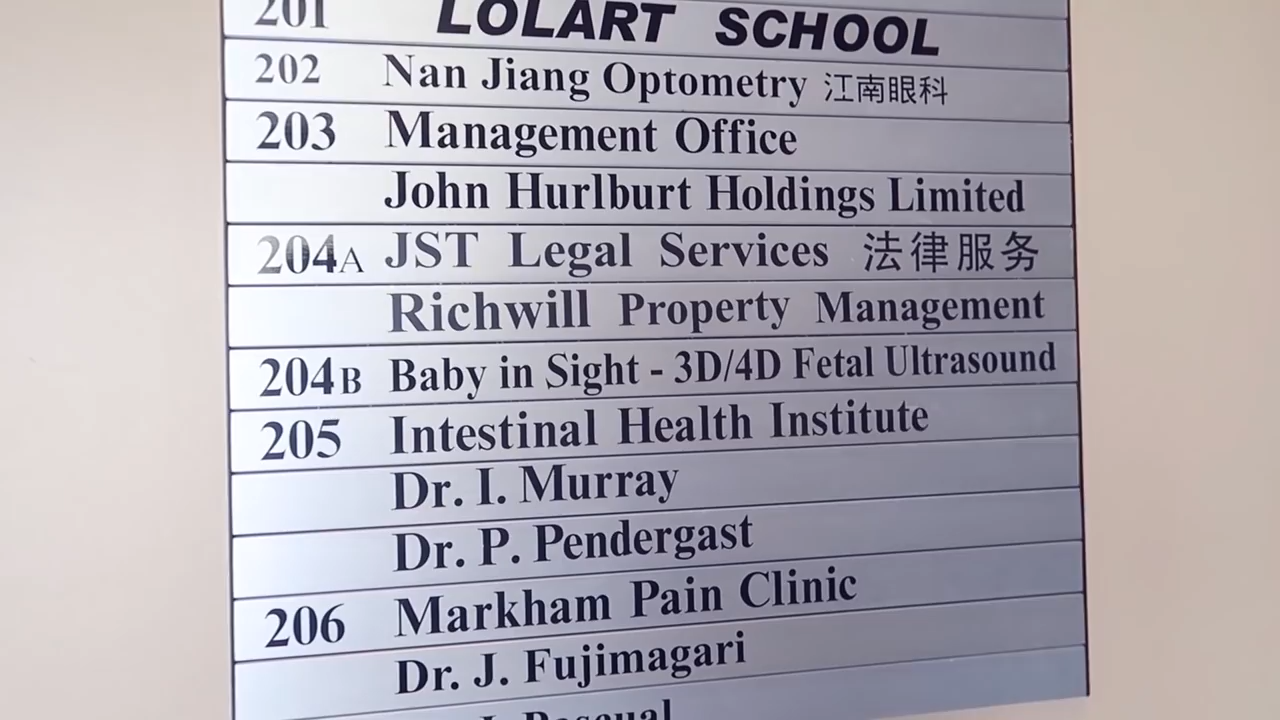 201 LOLART SCHOOL
202 Nan Jiang Optometry 江南眼科
203 Management Office
John Hurlburt Holdings Limited
204A JST Legal Services 法律服务
Richwill Property Management
204B Baby in Sight - 3D/4D Fetal Ultrasound
205 Intestinal Health Institute
Dr. I. Murray
Dr. P. Pendergast
206 Markham Pain Clinic
Dr. J. Fujimagari